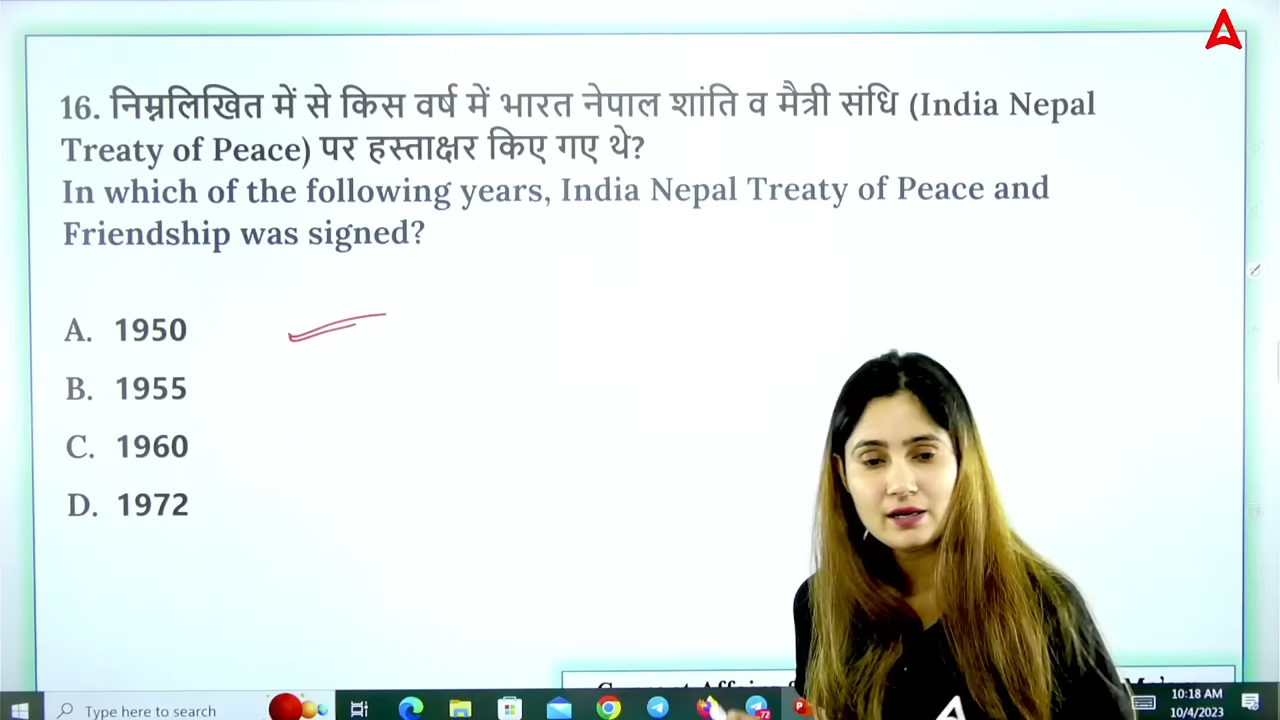 16. निम्नलिखित में से किस वर्ष में भारत नेपाल शांति व मैत्री संधि (India Nepal
Treaty of Peace) पर हस्ताक्षर किए गए थे?
In which of the following years, India Nepal Treaty of Peace and
Friendship was signed?
A. 1950
B. 1955
C. 1960
D. 1972
Type here to search
72
10:18 AM
10/4/2023